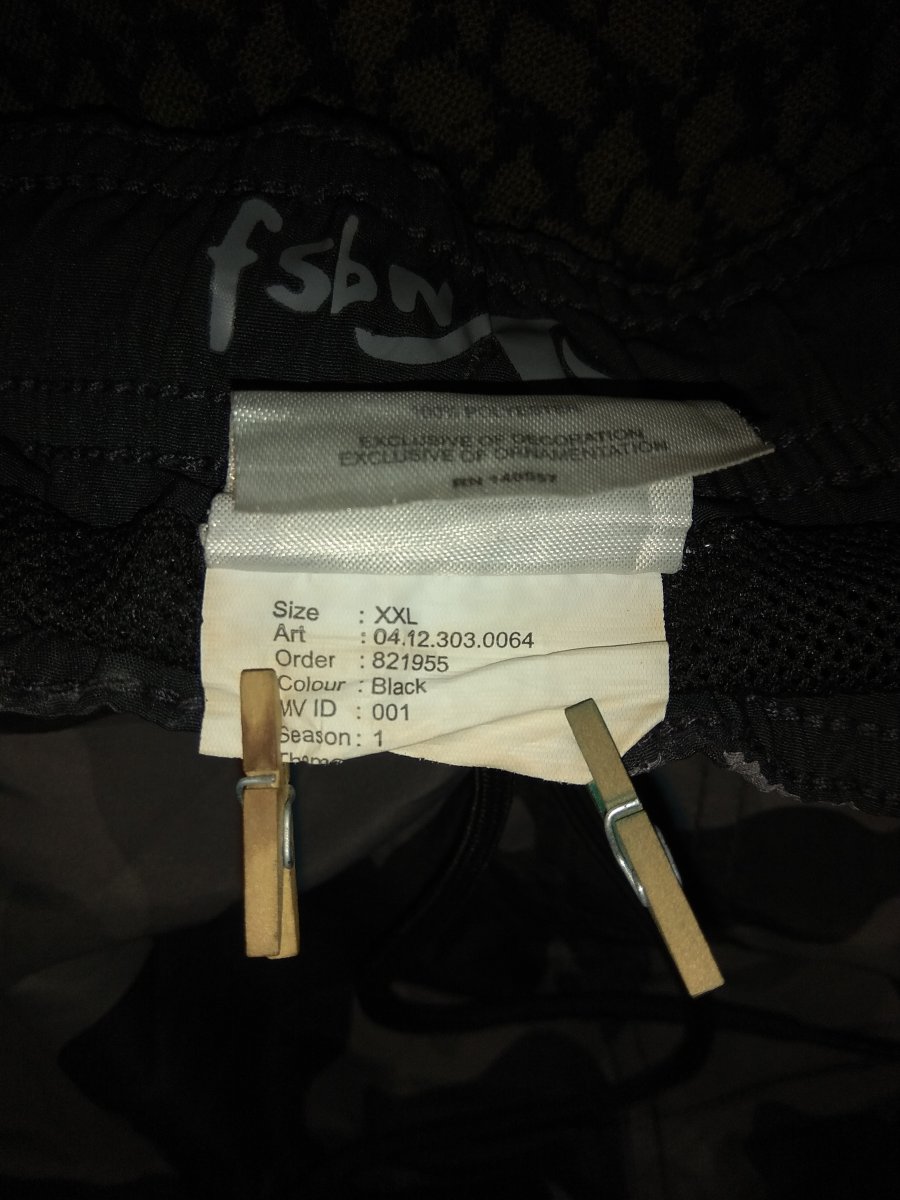 fsbn
100% POLYESTER
EXCLUSIVE OF DECORATION
EXCLUSIVE OF ORNAMENTATION
RN
Size : XXL
Art : 04.12.303.0064
Order : 821955
Colour : Black
MV ID : 001
Season : 1